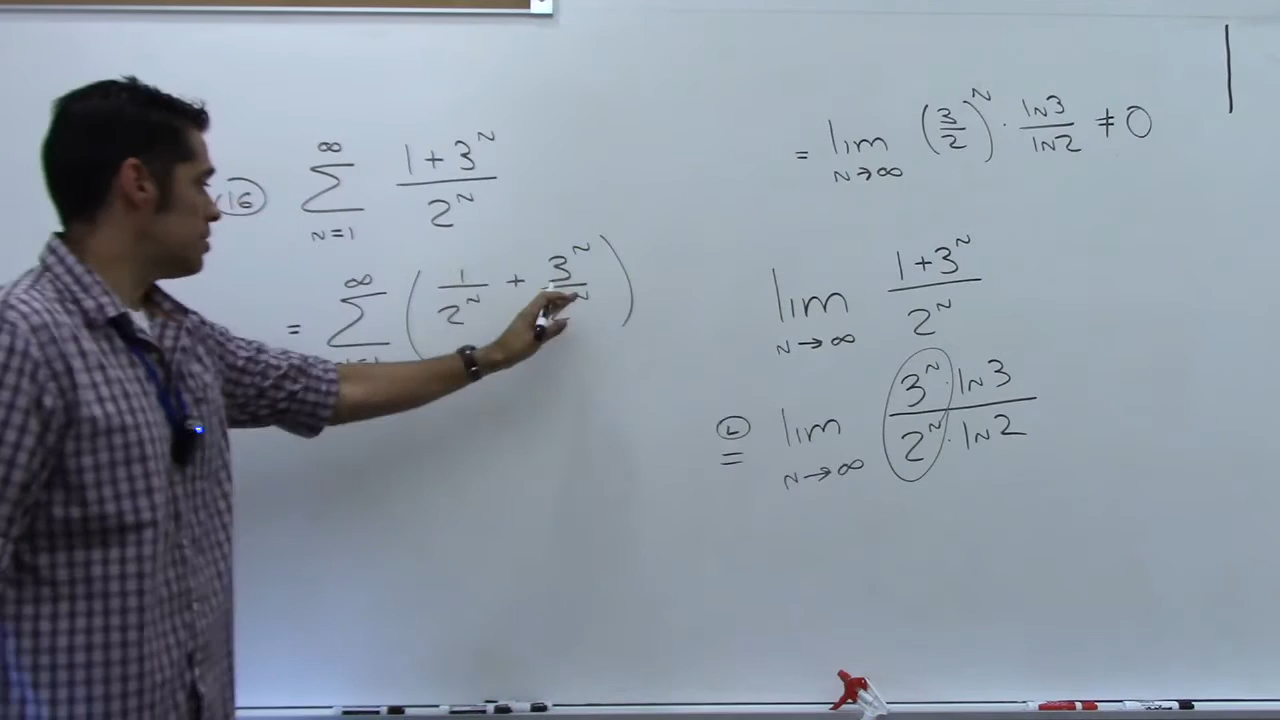 16 ∞ Σ N=1 (1+3^N)/(2^N)
= ∞ Σ (1/(2^N) + 3^N/
= lim N→∞ (3/2)^N · ln3/ln2 ≠ 0
lim N→∞ (1+3^N)/(2^N)
(L) = lim N→∞ (3^N · ln3)/(2^N · ln2)